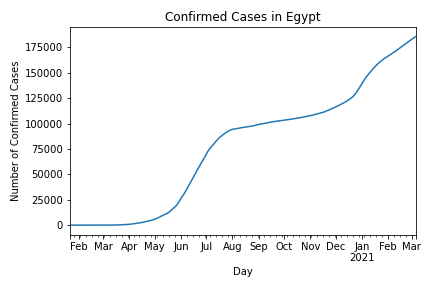 Confirmed Cases in Egypt
Number of Confirmed Cases
175000
150000
125000
100000
75000
50000
25000
0
Feb Mar Apr May Jun Jul Aug Sep Oct Nov Dec Jan Feb Mar
2021
Day